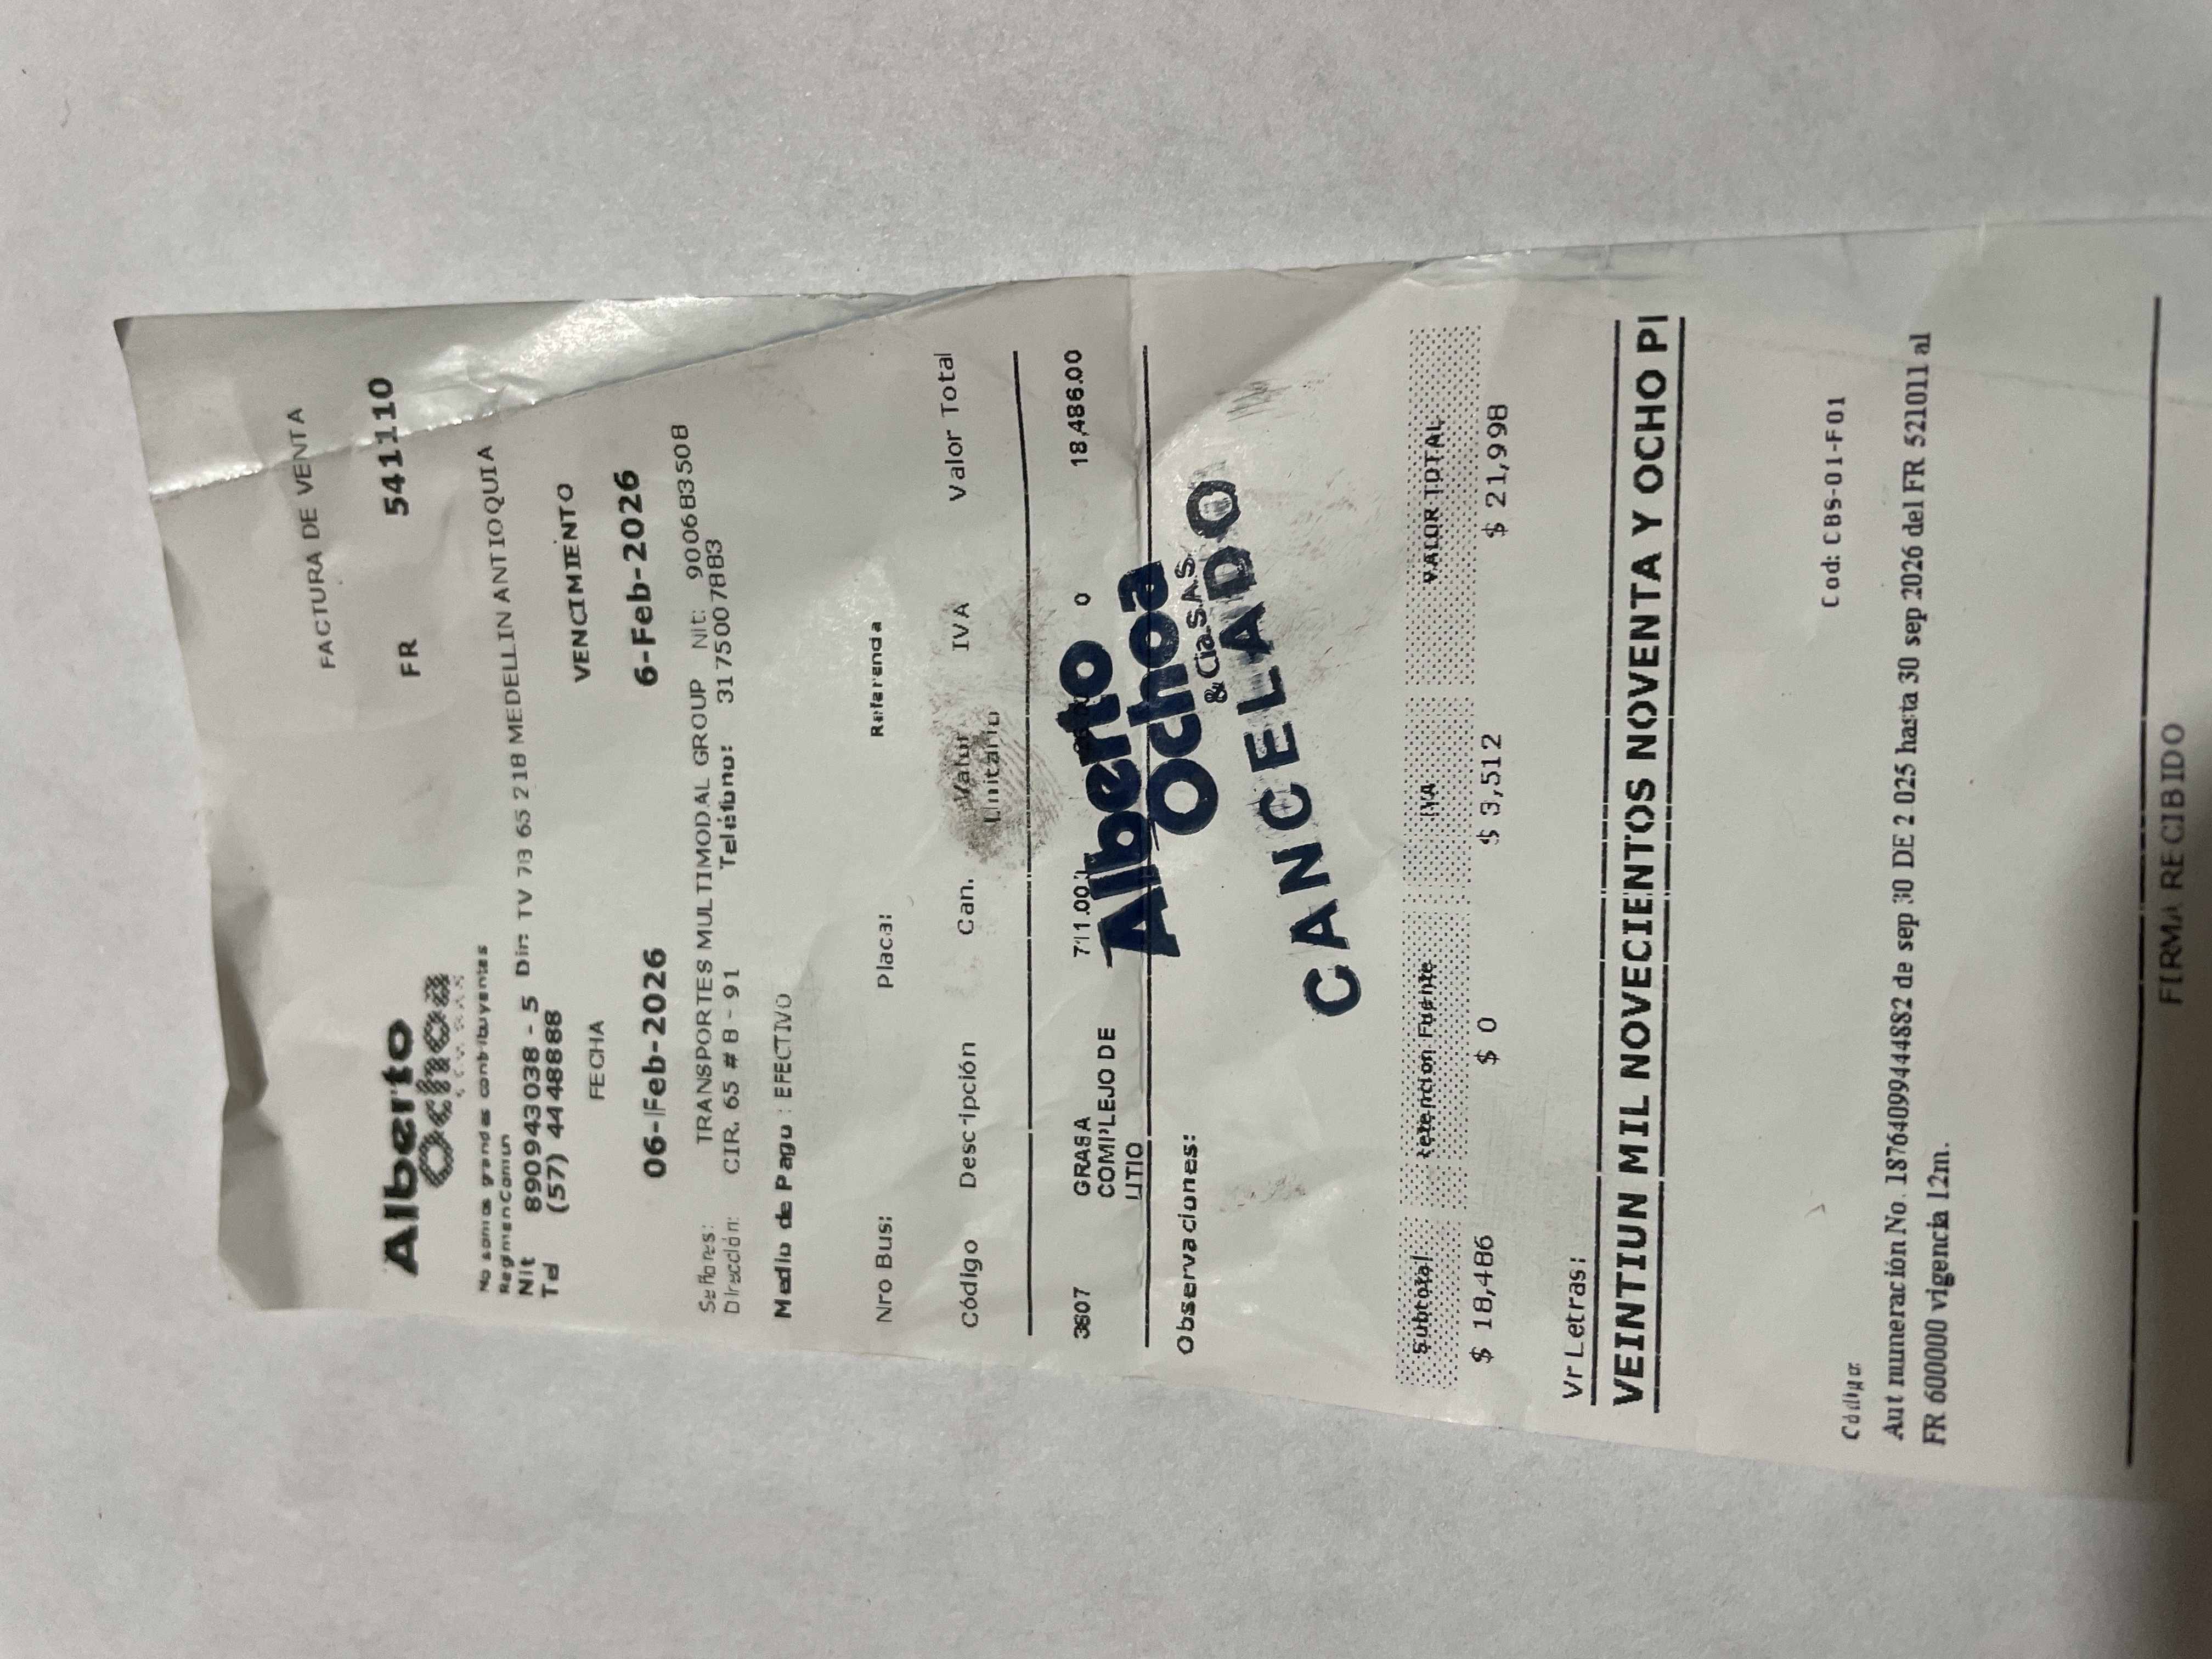 FACTURA DE VENTA
Alberto
Ochoa
FR 541110
No somos grandes contribuyentes
Regimen Comun
Nit 890943038 - 5 Dir: TV 78 65 218 MEDELLIN ANTIOQUIA
Tel (57) 4448888
FECHA VENCIMIENTO
06-Feb-2026 6-Feb-2026
Señores: TRANSPORTES MULTIMODAL GROUP Nit: 900683508
Dirección: CIR. 65 # 8 - 91 Teléfono: 3175007883
Medio de Pago : EFECTIVO
Nro Bus: Placa: Referencia
Código Descripción Can. Valor Unitario IVA Valor Total
3607 GRASA 0 18,486.00
COMPLEJO DE
LITIO
Observaciones:
Alberto
Ochoa
& Cia. S.A.S.
CANCELADO
Subtotal retencion Fuente IVA VALOR TOTAL
$ 18,486 $ 0 $ 3,512 $ 21,998
Vr Letras:
VEINTIUN MIL NOVECIENTOS NOVENTA Y OCHO PI
Código: Cod: CBS-01-F01
Aut numeración No. 18764099444882 de sep 30 DE 2 025 hasta 30 sep 2026 del FR 521011 al
FR 600000 vigencia 12m.
FIRMA RECIBIDO